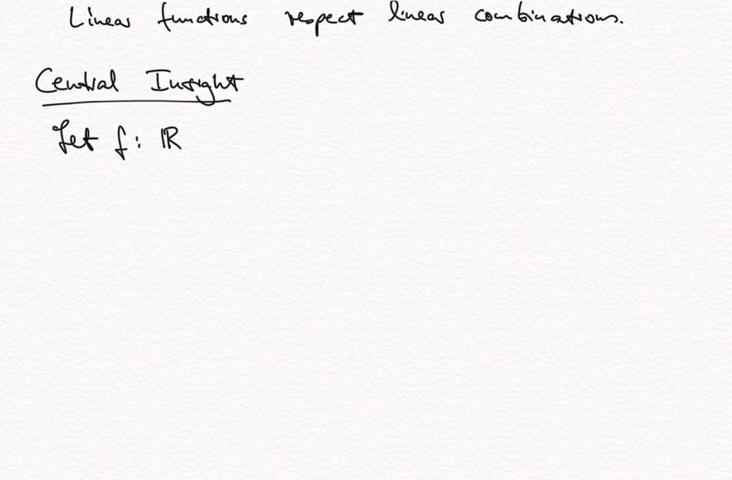 Linear functions respect linear combinations.
Central Insight
Let f: ℝ